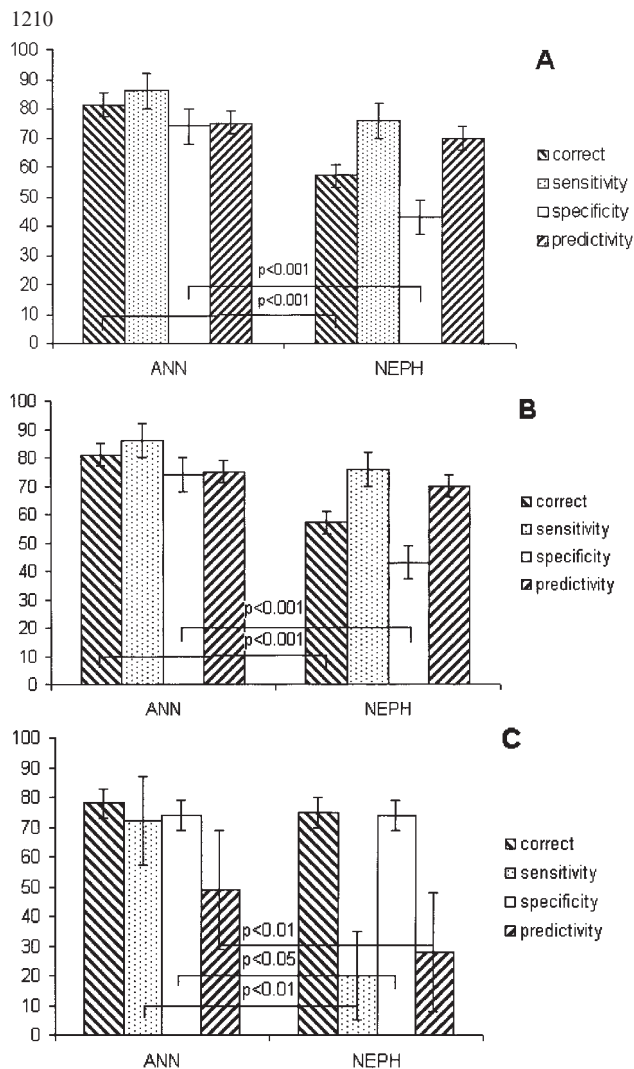 1210
100
90
80
70
60
50
40
30
20
10
0
p<0.001
p<0.001
ANN NEPH
A
correct
sensitivity
specificity
predictivity
100
90
80
70
60
50
40
30
20
10
0
p<0.001
p<0.001
ANN NEPH
B
correct
sensitivity
specificity
predictivity
100
90
80
70
60
50
40
30
20
10
0
p<0.01
p<0.05
p<0.01
ANN NEPH
C
correct
sensitivity
specificity
predictivity